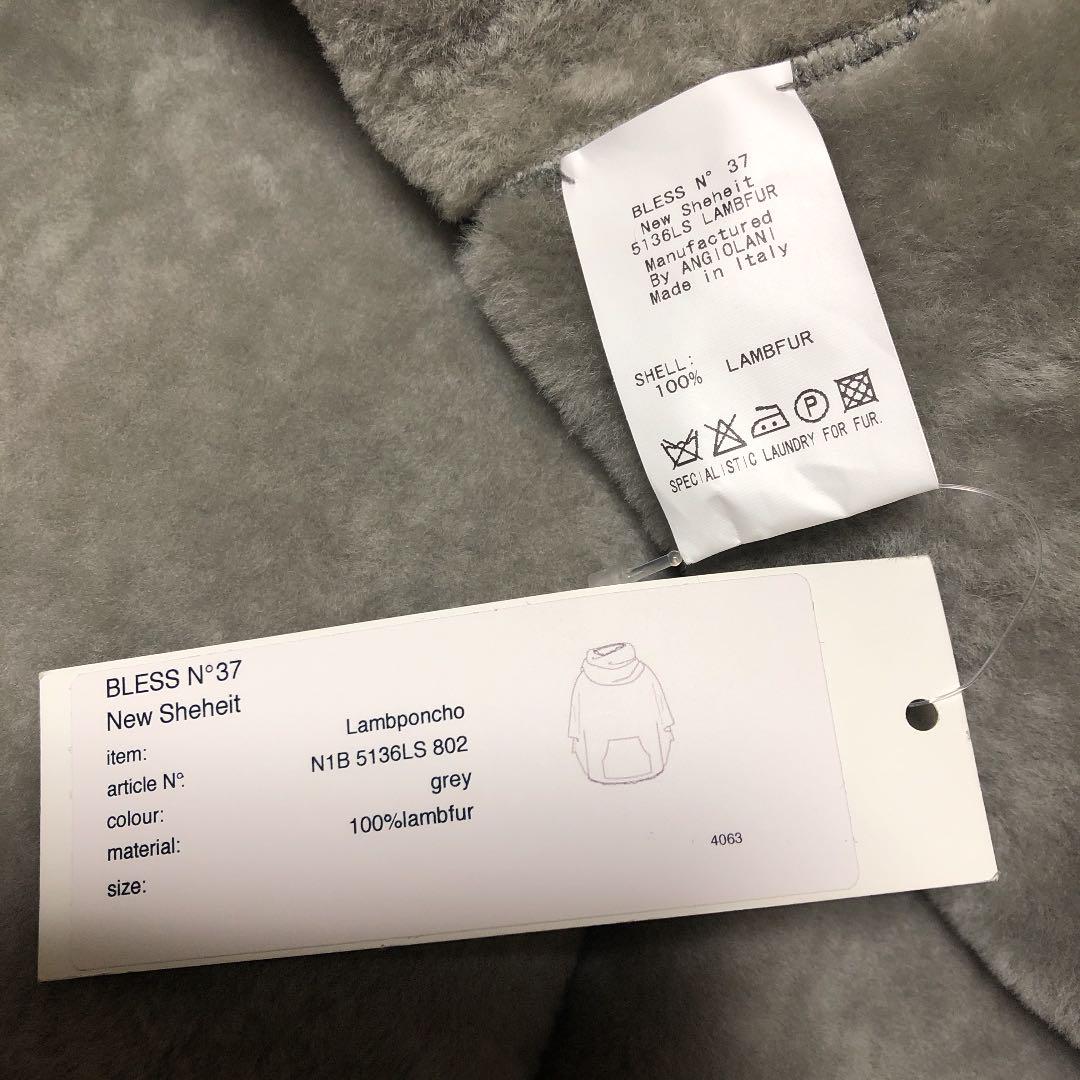 BLESS N° 37
New Sheheit
5136LS LAMBFUR
Manufactured
By ANGIOLANI
Made in Italy
SHELL:
100% LAMBFUR
P
SPECIALISTIC LAUNDRY FOR FUR.
BLESS N°37
New Sheheit
item: Lambponcho
article N°: N1B 5136LS 802
colour: grey
material: 100%lambfur
size:
4063